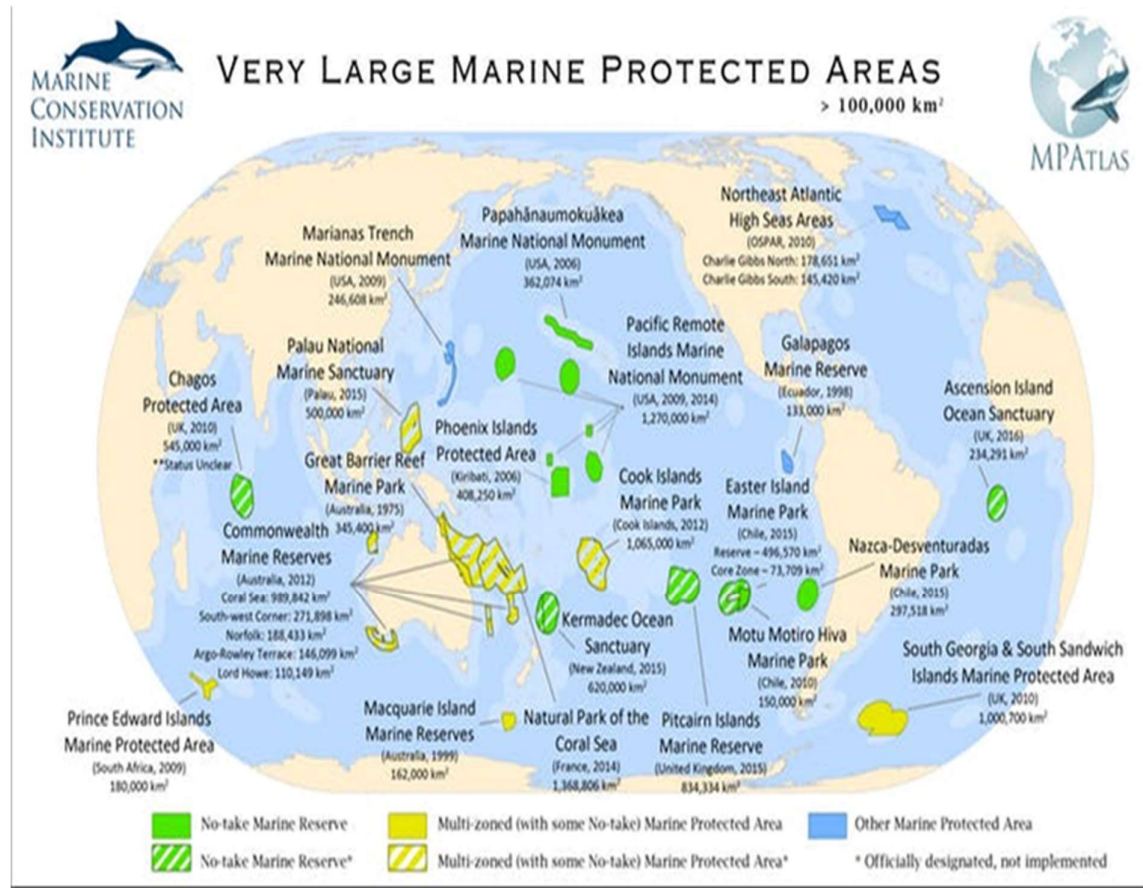 MARINE
CONSERVATION
INSTITUTE
VERY LARGE MARINE PROTECTED AREAS
> 100,000 km²
MPATLAS
Northeast Atlantic
High Seas Areas
(OSPAR, 2010)
Charlie Gibbs North: 178,651 km²
Charlie Gibbs South: 145,420 km²
Papahānaumokuākea
Marine National Monument
(USA, 2006)
362,074 km²
Marianas Trench
Marine National Monument
(USA, 2009)
246,608 km²
Pacific Remote
Islands Marine
National Monument
(USA, 2009, 2014)
1,270,000 km²
Galapagos
Marine Reserve
(Ecuador, 1998)
133,000 km²
Palau National
Marine Sanctuary
(Palau, 2015)
500,000 km²
Chagos
Protected Area
(UK, 2010)
545,000 km²
**Status Unclear
Ascension Island
Ocean Sanctuary
(UK, 2016)
234,291 km²
Phoenix Islands
Protected Area
(Kiribati, 2006)
408,250 km²
Great Barrier Reef
Marine Park
(Australia, 1975)
345,400 km²
Cook Islands
Marine Park
(Cook Islands, 2012)
1,065,000 km²
Easter Island
Marine Park
(Chile, 2015)
Reserve – 496,570 km²
Core Zone – 73,709 km²
Commonwealth
Marine Reserves
(Australia, 2012)
Coral Sea: 989,842 km²
South-west Corner: 271,898 km²
Norfolk: 188,433 km²
Argo-Rowley Terrace: 146,099 km²
Lord Howe: 110,149 km²
Nazca-Desventuradas
Marine Park
(Chile, 2015)
297,518 km²
Kermadec Ocean
Sanctuary
(New Zealand, 2015)
620,000 km²
Motu Motiro Hiva
Marine Park
(Chile, 2010)
150,000 km²
South Georgia & South Sandwich
Islands Marine Protected Area
(UK, 2010)
1,000,700 km²
Prince Edward Islands
Marine Protected Area
(South Africa, 2009)
180,000 km²
Macquarie Island
Marine Reserves
(Australia, 1999)
162,000 km²
Natural Park of the
Coral Sea
(France, 2014)
1,368,806 km²
Pitcairn Islands
Marine Reserve
(United Kingdom, 2015)
834,334 km²
No-take Marine Reserve
Multi-zoned (with some No-take) Marine Protected Area
Other Marine Protected Area
No-take Marine Reserve*
Multi-zoned (with some No-take) Marine Protected Area*
* Officially designated, not implemented